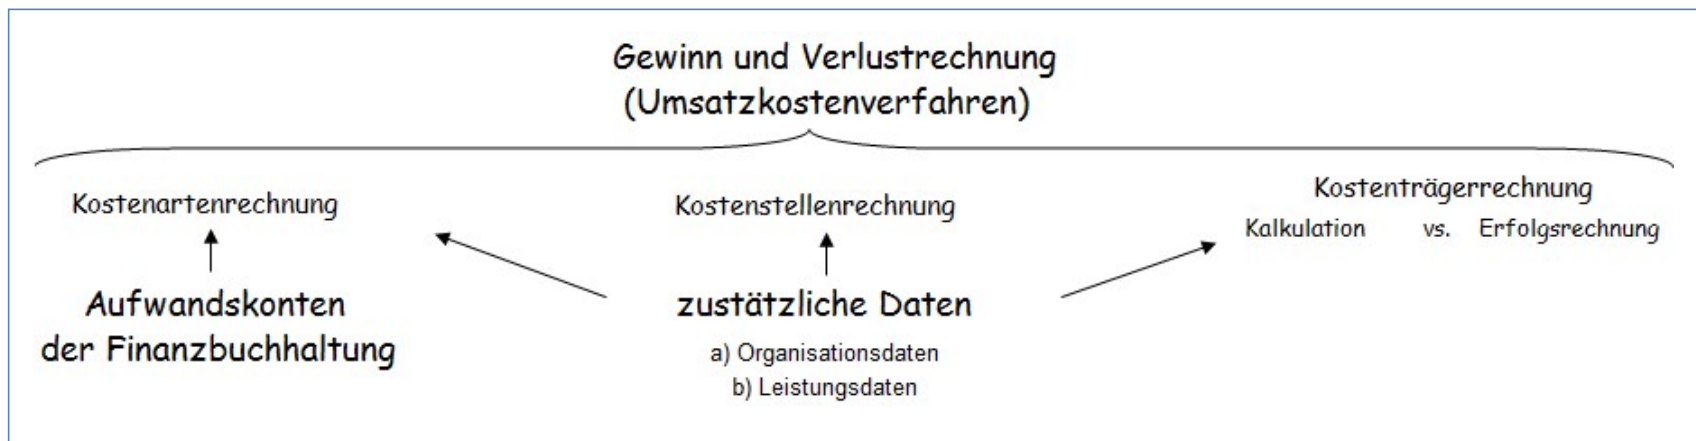 Gewinn und Verlustrechnung
(Umsatzkostenverfahren)
Kostenartenrechnung
Kostenstellenrechnung
Kostenträgerrechnung
Kalkulation vs. Erfolgsrechnung
Aufwandskonten
der Finanzbuchhaltung
zustätzliche Daten
a) Organisationsdaten
b) Leistungsdaten